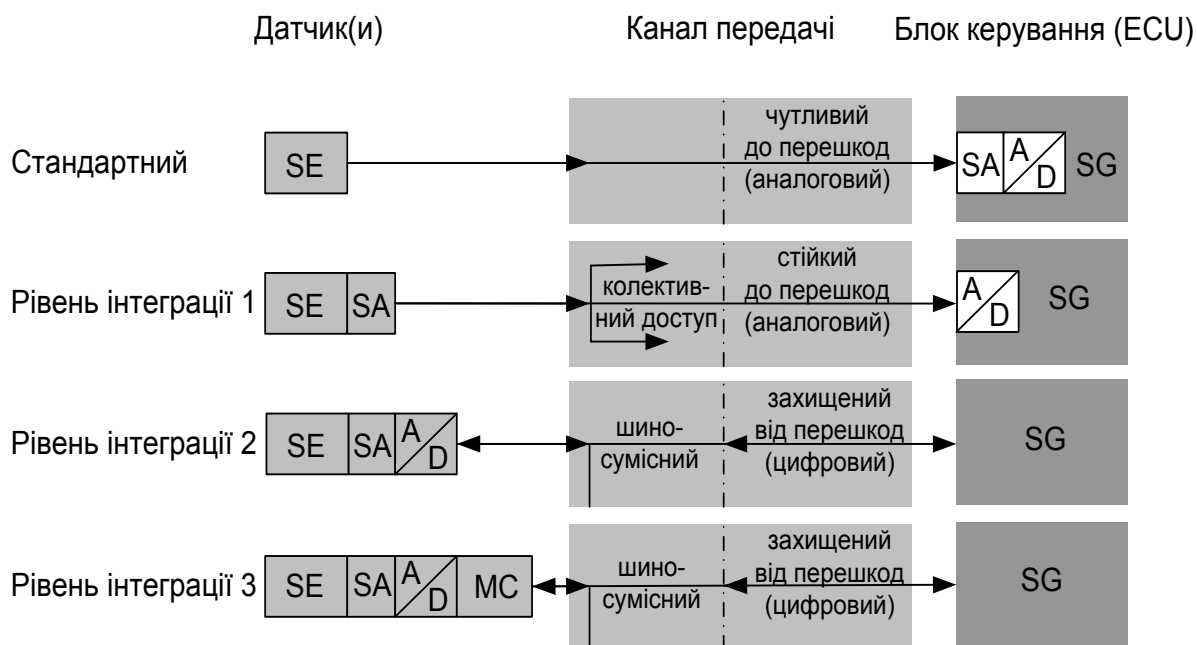 Датчик(и) Канал передачі Блок керування (ECU)
Стандартний
SE
чутливий
до перешкод
(аналоговий)
SA A/D SG
Рівень інтеграції 1
SE SA
колектив-
ний доступ
стійкий
до перешкод
(аналоговий)
A/D SG
Рівень інтеграції 2
SE SA A/D
шино-
сумісний
захищений
від перешкод
(цифровий)
SG
Рівень інтеграції 3
SE SA A/D MC
шино-
сумісний
захищений
від перешкод
(цифровий)
SG